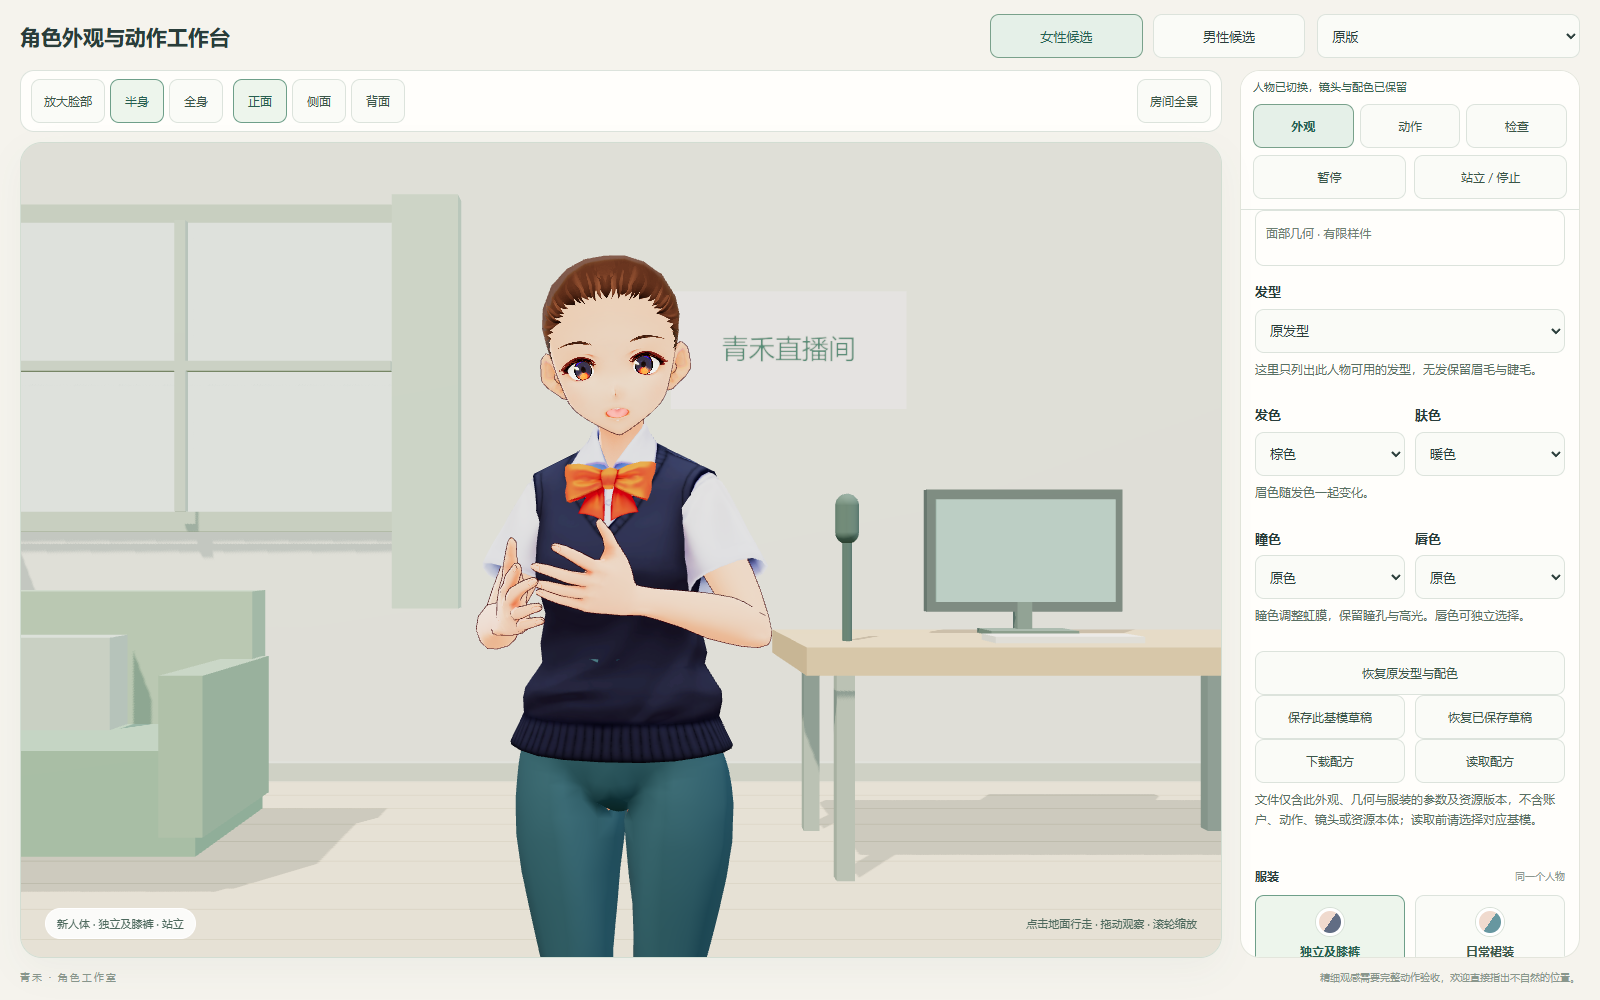 角色外观与动作工作台
女性候选
男性候选
原版
放大脸部
半身
全身
正面
侧面
背面
房间全景
人物已切换，镜头与配色已保留
外观
动作
检查
暂停
站立 / 停止
面部几何 · 有限样件
发型
原发型
这里只列出此人物可用的发型，无发保留眉毛与睫毛。
发色
肤色
棕色
暖色
眉色随发色一起变化。
瞳色
唇色
原色
原色
瞳色调整虹膜，保留瞳孔与高光。唇色可独立选择。
恢复原发型与配色
保存此基模草稿
恢复已保存草稿
下载配方
读取配方
文件仅含此外观、几何与服装的参数及资源版本，不含账
户、动作、镜头或资源本体；读取前请选择对应基模。
服装
同一个人物
独立及膝裤
日常裙装
青禾直播间
新人体 · 独立及膝裤 · 站立
点击地面行走 · 拖动观察 · 滚轮缩放
青禾 · 角色工作室
精细观感需要完整动作验收，欢迎直接指出不自然的位置。